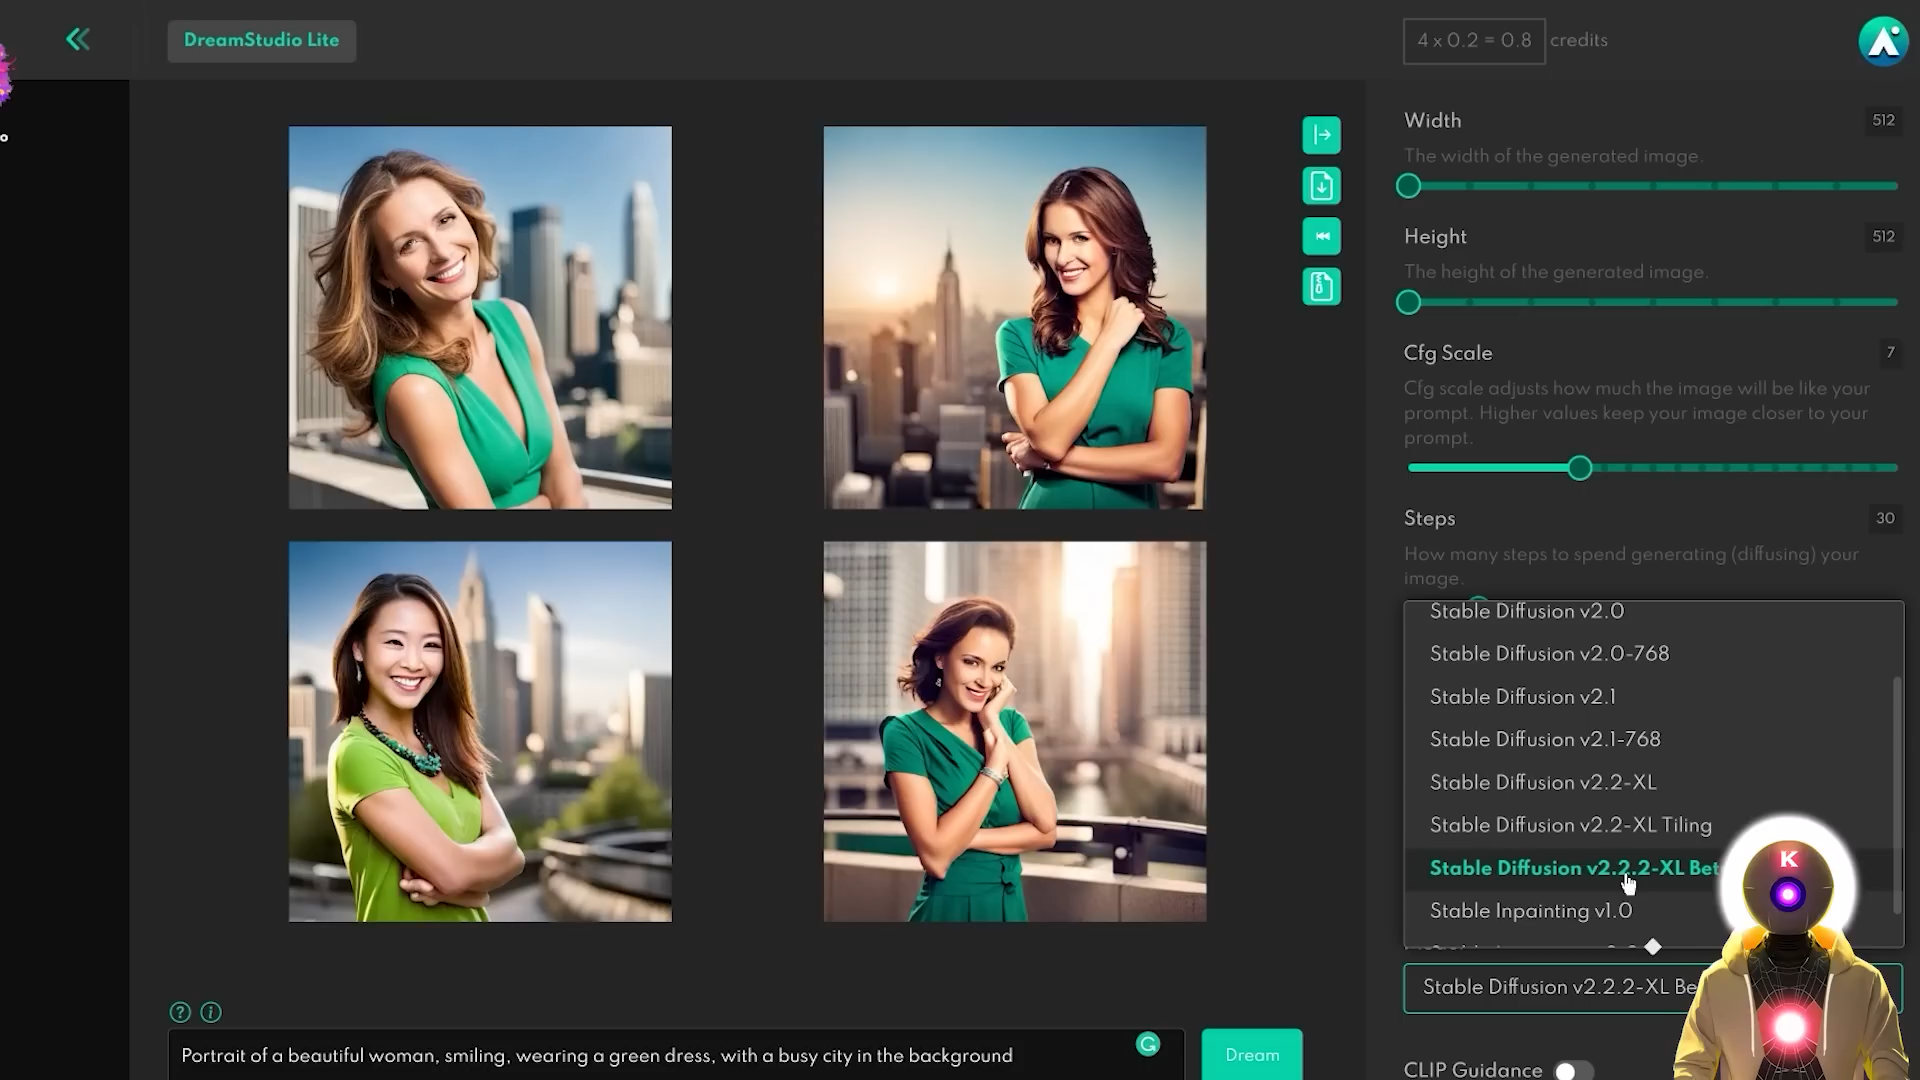 DreamStudio Lite
4 x 0.2 = 0.8 credits
o
Width
512
The width of the generated image.
Height
512
The height of the generated image.
Cfg Scale
7
Cfg scale adjusts how much the image will be like your
prompt. Higher values keep your image closer to your
prompt.
Steps
30
How many steps to spend generating (diffusing) your
image.
Stable Diffusion v2.0
Stable Diffusion v2.0-768
Stable Diffusion v2.1
Stable Diffusion v2.1-768
Stable Diffusion v2.2-XL
Stable Diffusion v2.2-XL Tiling
Stable Diffusion v2.2.2-XL Bet
Stable Inpainting v1.0
K
Stable Diffusion v2.2.2-XL Be
Portrait of a beautiful woman, smiling, wearing a green dress, with a busy city in the background
Dream
CLIP Guidance